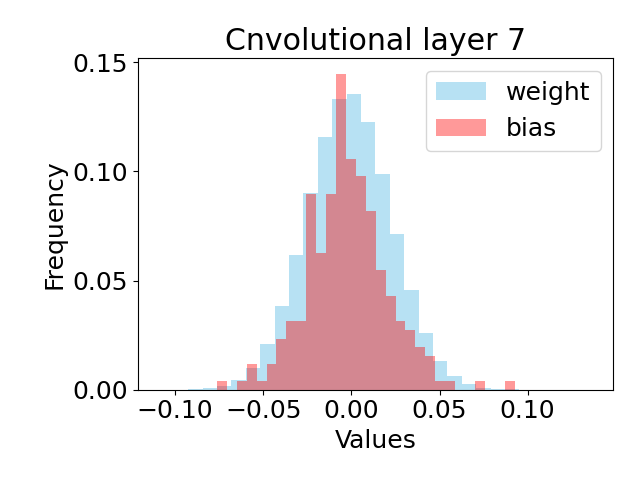 Cnvolutional layer 7
weight
bias
Frequency
0.15
0.10
0.05
0.00
−0.10 −0.05 0.00 0.05 0.10
Values